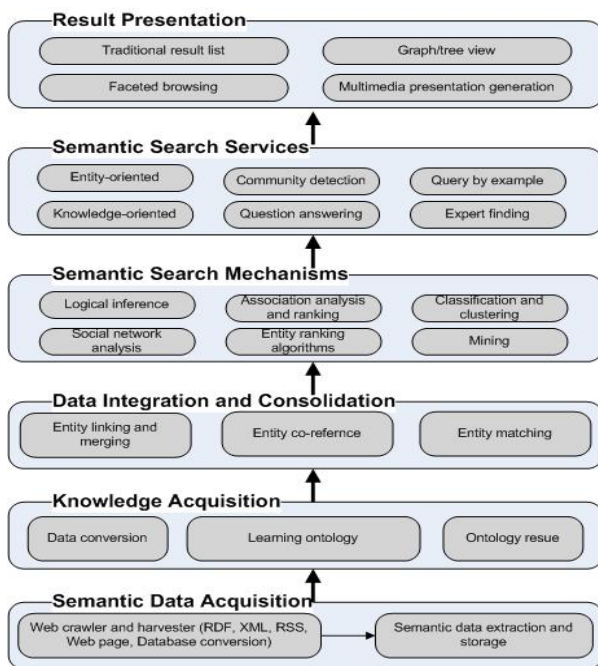 Result Presentation
Traditional result list
Graph/tree view
Faceted browsing
Multimedia presentation generation
Semantic Search Services
Entity-oriented
Community detection
Query by example
Knowledge-oriented
Question answering
Expert finding
Semantic Search Mechanisms
Logical inference
Association analysis
and ranking
Classification and
clustering
Social network
analysis
Entity ranking
algorithms
Mining
Data Integration and Consolidation
Entity linking and
merging
Entity co-refernce
Entity matching
Knowledge Acquisition
Data conversion
Learning ontology
Ontology resue
Semantic Data Acquisition
Web crawler and harvester (RDF, XML, RSS,
Web page, Database conversion)
Semantic data extraction and
storage